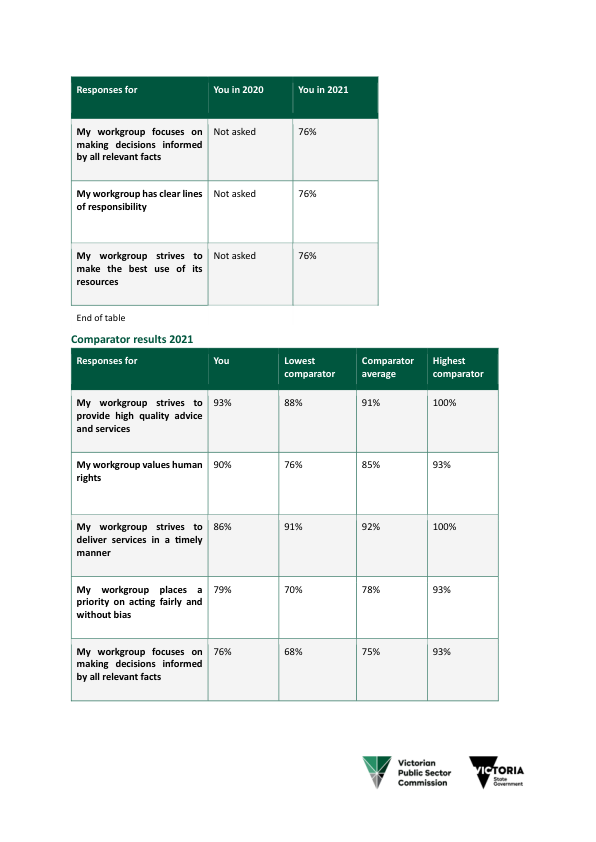 Responses for You in 2020 You in 2021
My workgroup focuses on Not asked 76%
making decisions informed
by all relevant facts
My workgroup has clear lines Not asked 76%
of responsibility
My workgroup strives to Not asked 76%
make the best use of its
resources
End of table
Comparator results 2021
Responses for You Lowest Comparator Highest
comparator average comparator
My workgroup strives to 93% 88% 91% 100%
provide high quality advice
and services
My workgroup values human 90% 76% 85% 93%
rights
My workgroup strives to 86% 91% 92% 100%
deliver services in a timely
manner
My workgroup places a 79% 70% 78% 93%
priority on acting fairly and
without bias
My workgroup focuses on 76% 68% 75% 93%
making decisions informed
by all relevant facts
Victorian
Public Sector
Commission
VICTORIA
State
Government